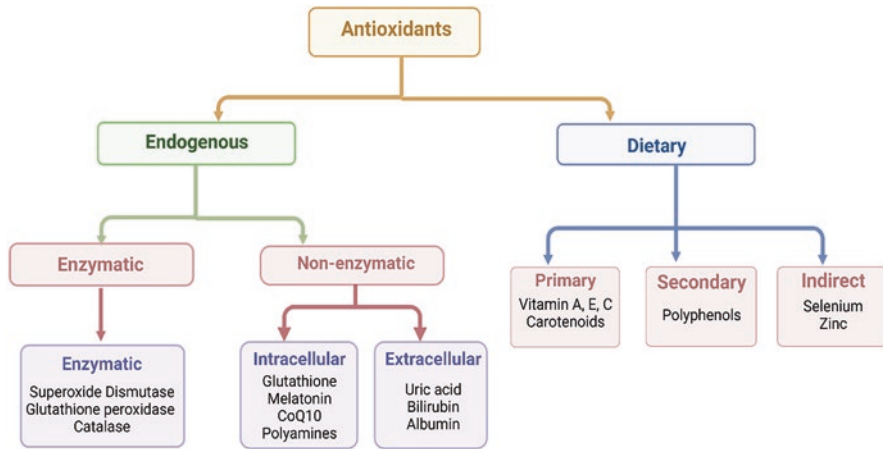 Antioxidants
Endogenous
Dietary
Enzymatic
Non-enzymatic
Primary
Vitamin A, E, C
Carotenoids
Secondary
Polyphenols
Indirect
Selenium
Zinc
Enzymatic
Superoxide Dismutase
Glutathione peroxidase
Catalase
Intracellular
Glutathione
Melatonin
CoQ10
Polyamines
Extracellular
Uric acid
Bilirubin
Albumin